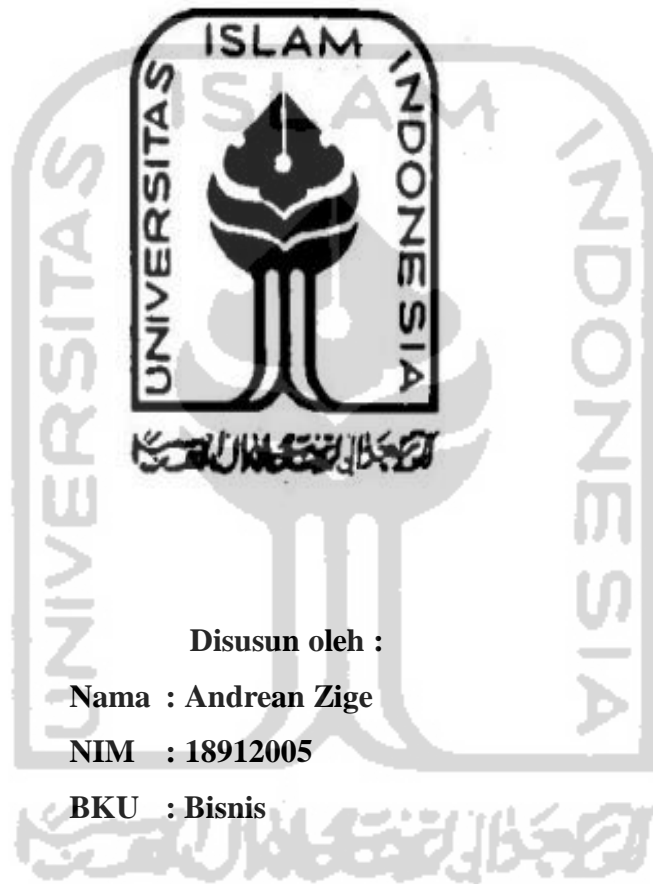 UNIVERSITAS ISLAM INDONESIA
Disusun oleh :
Nama : Andrean Zige
NIM : 18912005
BKU : Bisnis